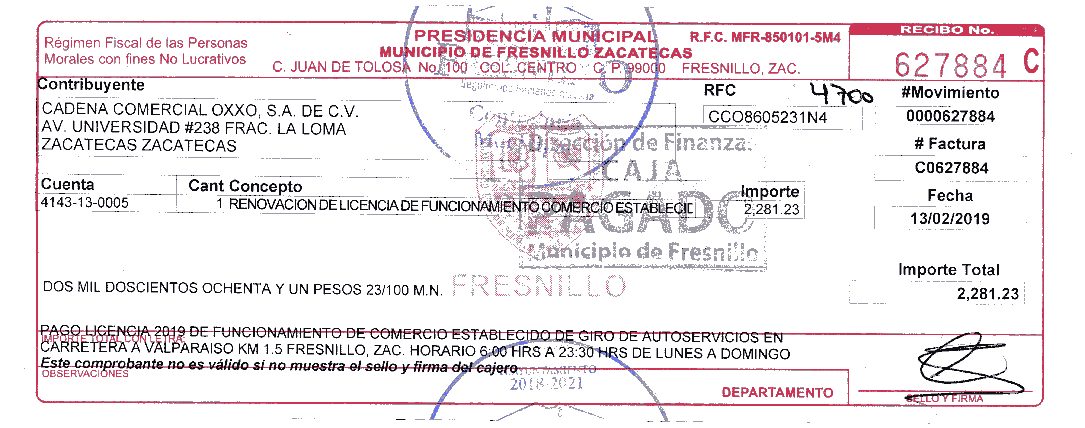 Régimen Fiscal de las Personas
Morales con fines No Lucrativos
PRESIDENCIA MUNICIPAL
R.F.C. MFR-850101-5M4
MUNICIPIO DE FRESNILLO ZACATECAS
C. JUAN DE TOLOSA No. 100 COL. CENTRO C. P. 99000 FRESNILLO, ZAC.
RECIBO No.
627884 C
Contribuyente
CADENA COMERCIAL OXXO, S.A. DE C.V.
AV. UNIVERSIDAD #238 FRAC. LA LOMA
ZACATECAS ZACATECAS
RFC
4700
CCO8605231N4
#Movimiento
0000627884
# Factura
C0627884
Dirección de Finanza
CAJA
PAGADO
Municipio de Fresnillo
Cuenta
Cant Concepto
Importe
Fecha
4143-13-0005
1 RENOVACION DE LICENCIA DE FUNCIONAMIENTO COMERCIO ESTABLECID
2,281.23
13/02/2019
Importe Total
2,281.23
DOS MIL DOSCIENTOS OCHENTA Y UN PESOS 23/100 M.N.
FRESNILLO
PAGO LICENCIA 2019 DE FUNCIONAMIENTO DE COMERCIO ESTABLECIDO DE GIRO DE AUTOSERVICIOS EN
IMPORTE TOTAL CON LETRA:
CARRETERA A VALPARAISO KM 1.5 FRESNILLO, ZAC. HORARIO 6:00 HRS A 23:30 HRS DE LUNES A DOMINGO
Este comprobante no es válido si no muestra el sello y firma del cajero
OBSERVACIONES
2018-2021
DEPARTAMENTO
SELLO Y FIRMA